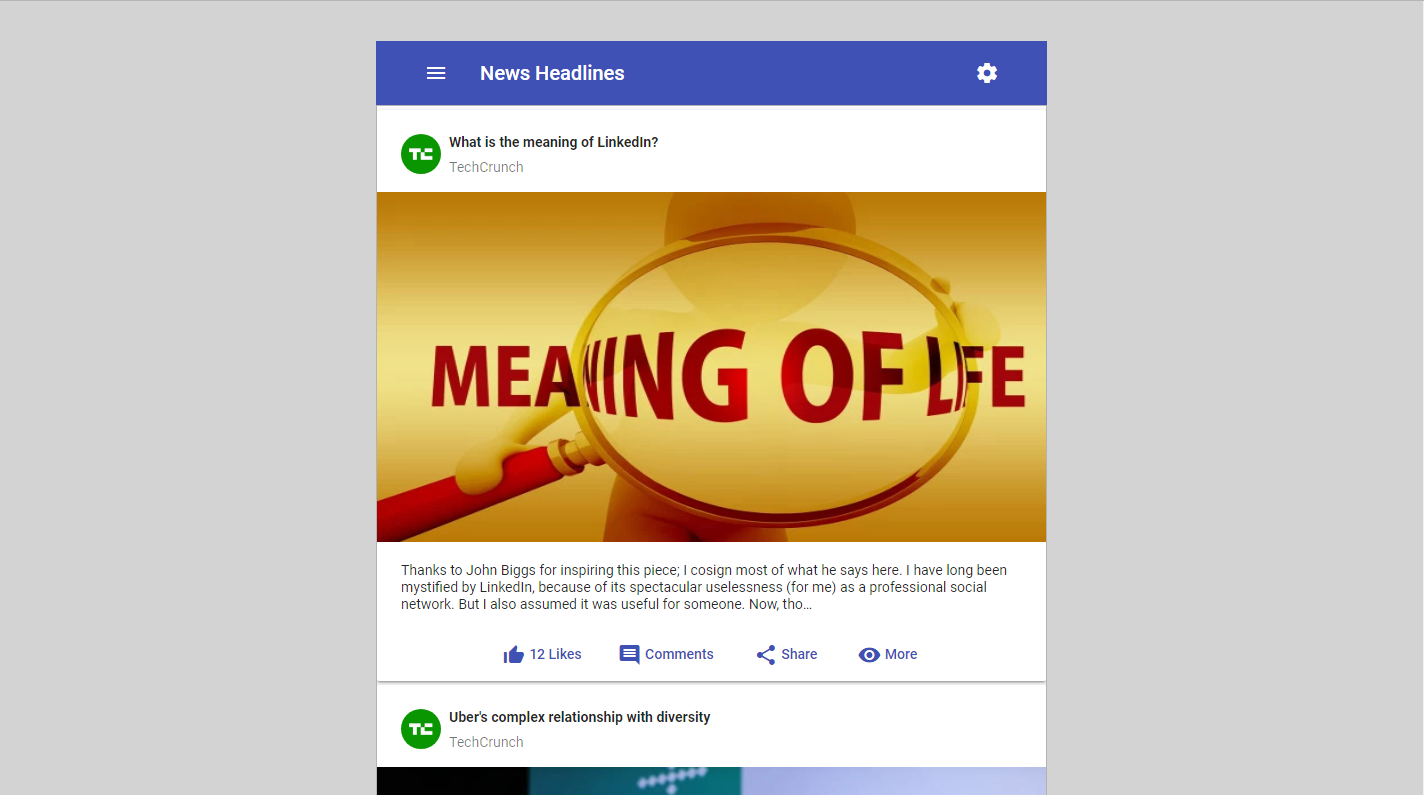 News Headlines
TC
What is the meaning of LinkedIn?
TechCrunch
MEANING OF LIFE
Thanks to John Biggs for inspiring this piece; I cosign most of what he says here. I have long been
mystified by LinkedIn, because of its spectacular uselessness (for me) as a professional social
network. But I also assumed it was useful for someone. Now, tho...
12 Likes
Comments
Share
More
TC
Uber's complex relationship with diversity
TechCrunch